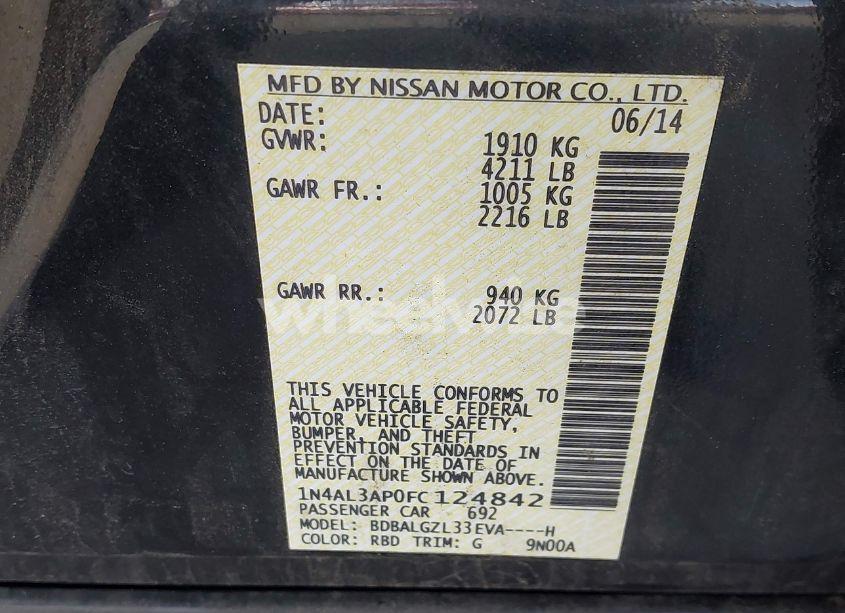 MFD BY NISSAN MOTOR CO., LTD.
DATE: 06/14
GVWR: 1910 KG
4211 LB
GAWR FR.: 1005 KG
2216 LB
GAWR RR.: 940 KG
2072 LB
THIS VEHICLE CONFORMS TO
ALL APPLICABLE FEDERAL
MOTOR VEHICLE SAFETY,
BUMPER, AND THEFT
PREVENTION STANDARDS IN
EFFECT ON THE DATE OF
MANUFACTURE SHOWN ABOVE.
1N4AL3AP0FC124842
PASSENGER CAR 692
MODEL: BDBALGZL33EVA----H
COLOR: RBD TRIM: G 9N00A